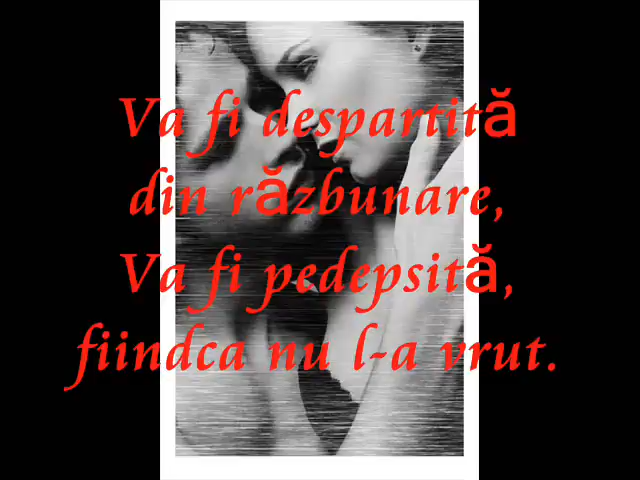 Va fi despartită
din răzbunare,
Va fi pedepsită,
fiindca nu l-a vrut.